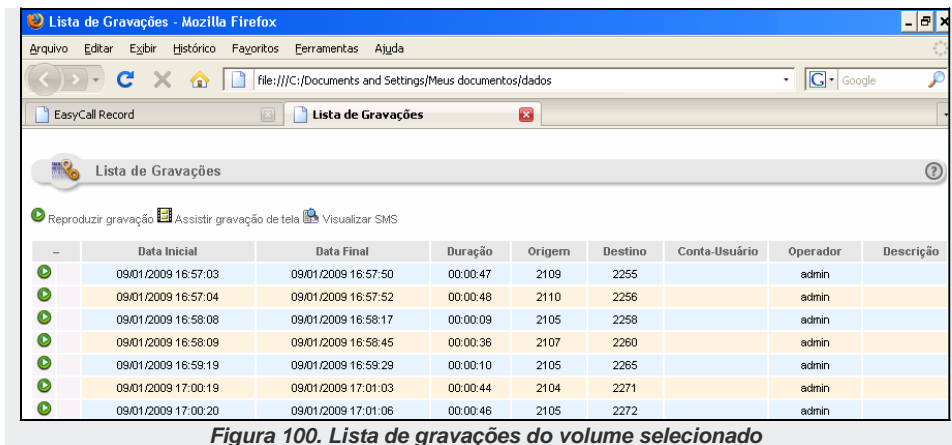 Lista de Gravações - Mozilla Firefox
Arquivo Editar Exibir Histórico Favoritos Ferramentas Ajuda
file:///C:/Documents and Settings/Meus documentos/dados G Google
EasyCall Record Lista de Gravações
Lista de Gravações ?
Reproduzir gravação Assistir gravação de tela Visualizar SMS
-- Data Inicial Data Final Duração Origem Destino Conta-Usuário Operador Descrição
09/01/2009 16:57:03 09/01/2009 16:57:50 00:00:47 2109 2255 admin
09/01/2009 16:57:04 09/01/2009 16:57:52 00:00:48 2110 2256 admin
09/01/2009 16:58:08 09/01/2009 16:58:17 00:00:09 2105 2258 admin
09/01/2009 16:58:09 09/01/2009 16:58:45 00:00:36 2107 2260 admin
09/01/2009 16:59:19 09/01/2009 16:59:29 00:00:10 2105 2265 admin
09/01/2009 17:00:19 09/01/2009 17:01:03 00:00:44 2104 2271 admin
09/01/2009 17:00:20 09/01/2009 17:01:06 00:00:46 2105 2272 admin
Figura 100. Lista de gravações do volume selecionado